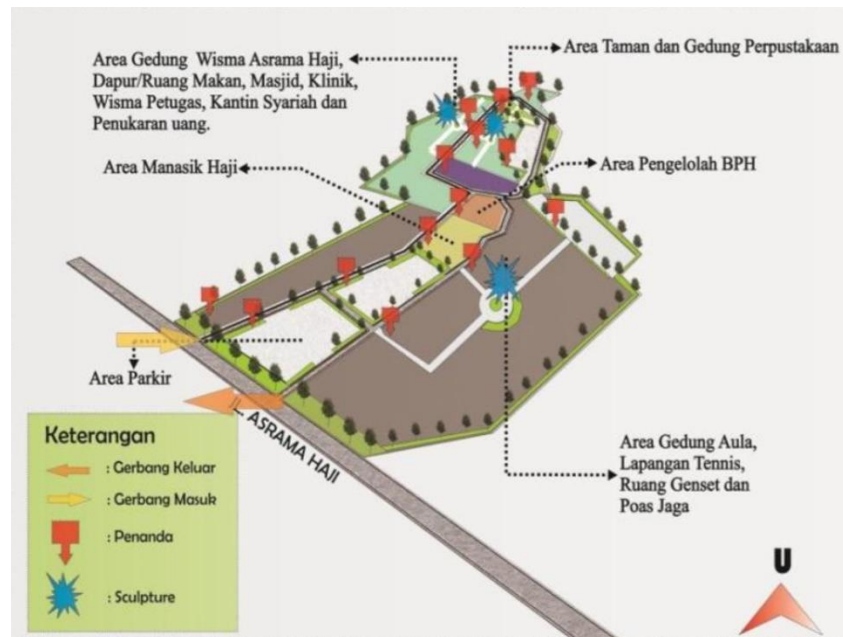 Area Gedung Wisma Asrama Haji,
Dapur/Ruang Makan, Masjid, Klinik,
Wisma Petugas, Kantin Syariah dan
Penukaran uang.
Area Taman dan Gedung Perpustakaan
Area Manasik Haji
Area Pengelolah BPH
Area Parkir
JL. ASRAMA HAJI
Area Gedung Aula,
Lapangan Tennis,
Ruang Genset dan
Poas Jaga
Keterangan
: Gerbang Keluar
: Gerbang Masuk
: Penanda
: Sculpture
U